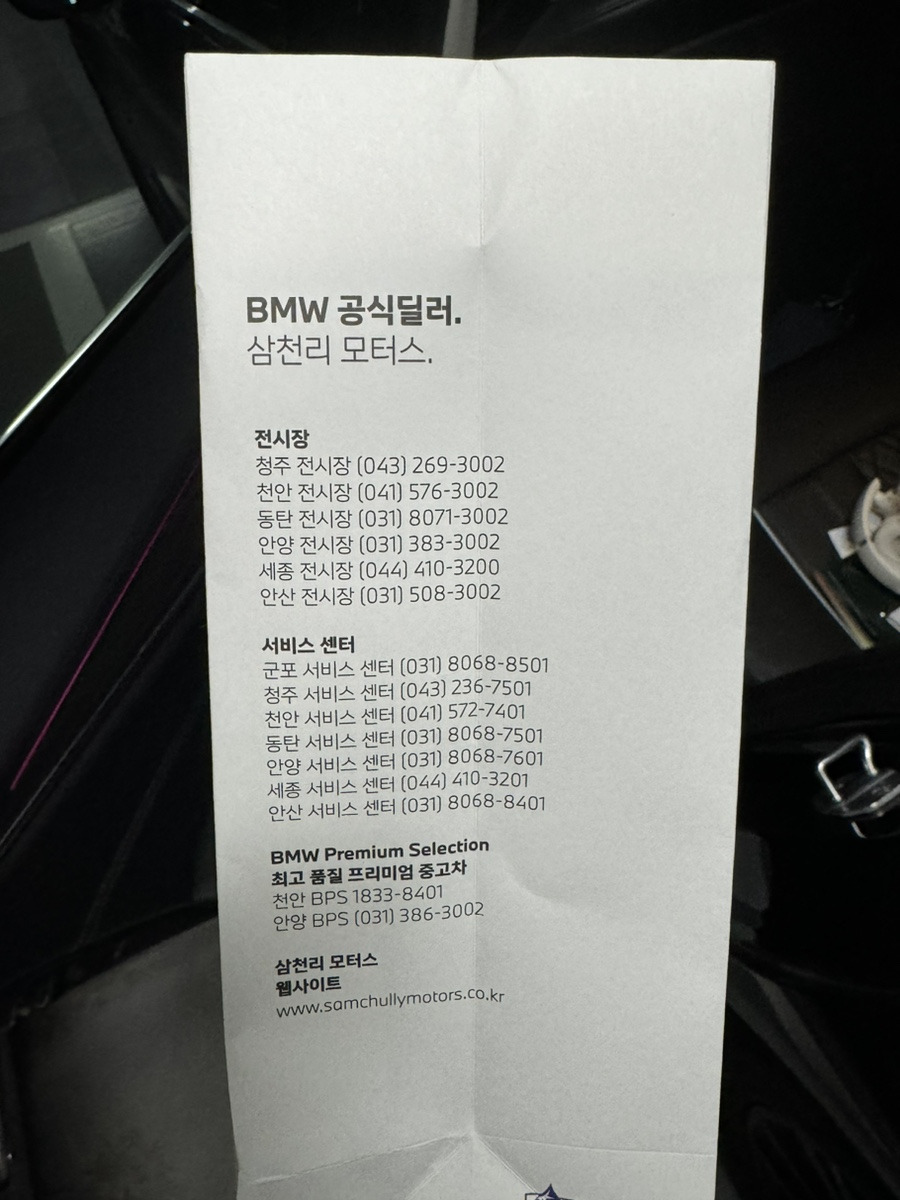 BMW 공식딜러.
삼천리 모터스.
전시장
청주 전시장 (043) 269-3002
천안 전시장 (041) 576-3002
동탄 전시장 (031) 8071-3002
안양 전시장 (031) 383-3002
세종 전시장 (044) 410-3200
안산 전시장 (031) 508-3002
서비스 센터
군포 서비스 센터 (031) 8068-8501
청주 서비스 센터 (043) 236-7501
천안 서비스 센터 (041) 572-7401
동탄 서비스 센터 (031) 8068-7501
안양 서비스 센터 (031) 8068-7601
세종 서비스 센터 (044) 410-3201
안산 서비스 센터 (031) 8068-8401
BMW Premium Selection
최고 품질 프리미엄 중고차
천안 BPS 1833-8401
안양 BPS (031) 386-3002
삼천리 모터스
웹사이트
www.samchullymotors.co.kr